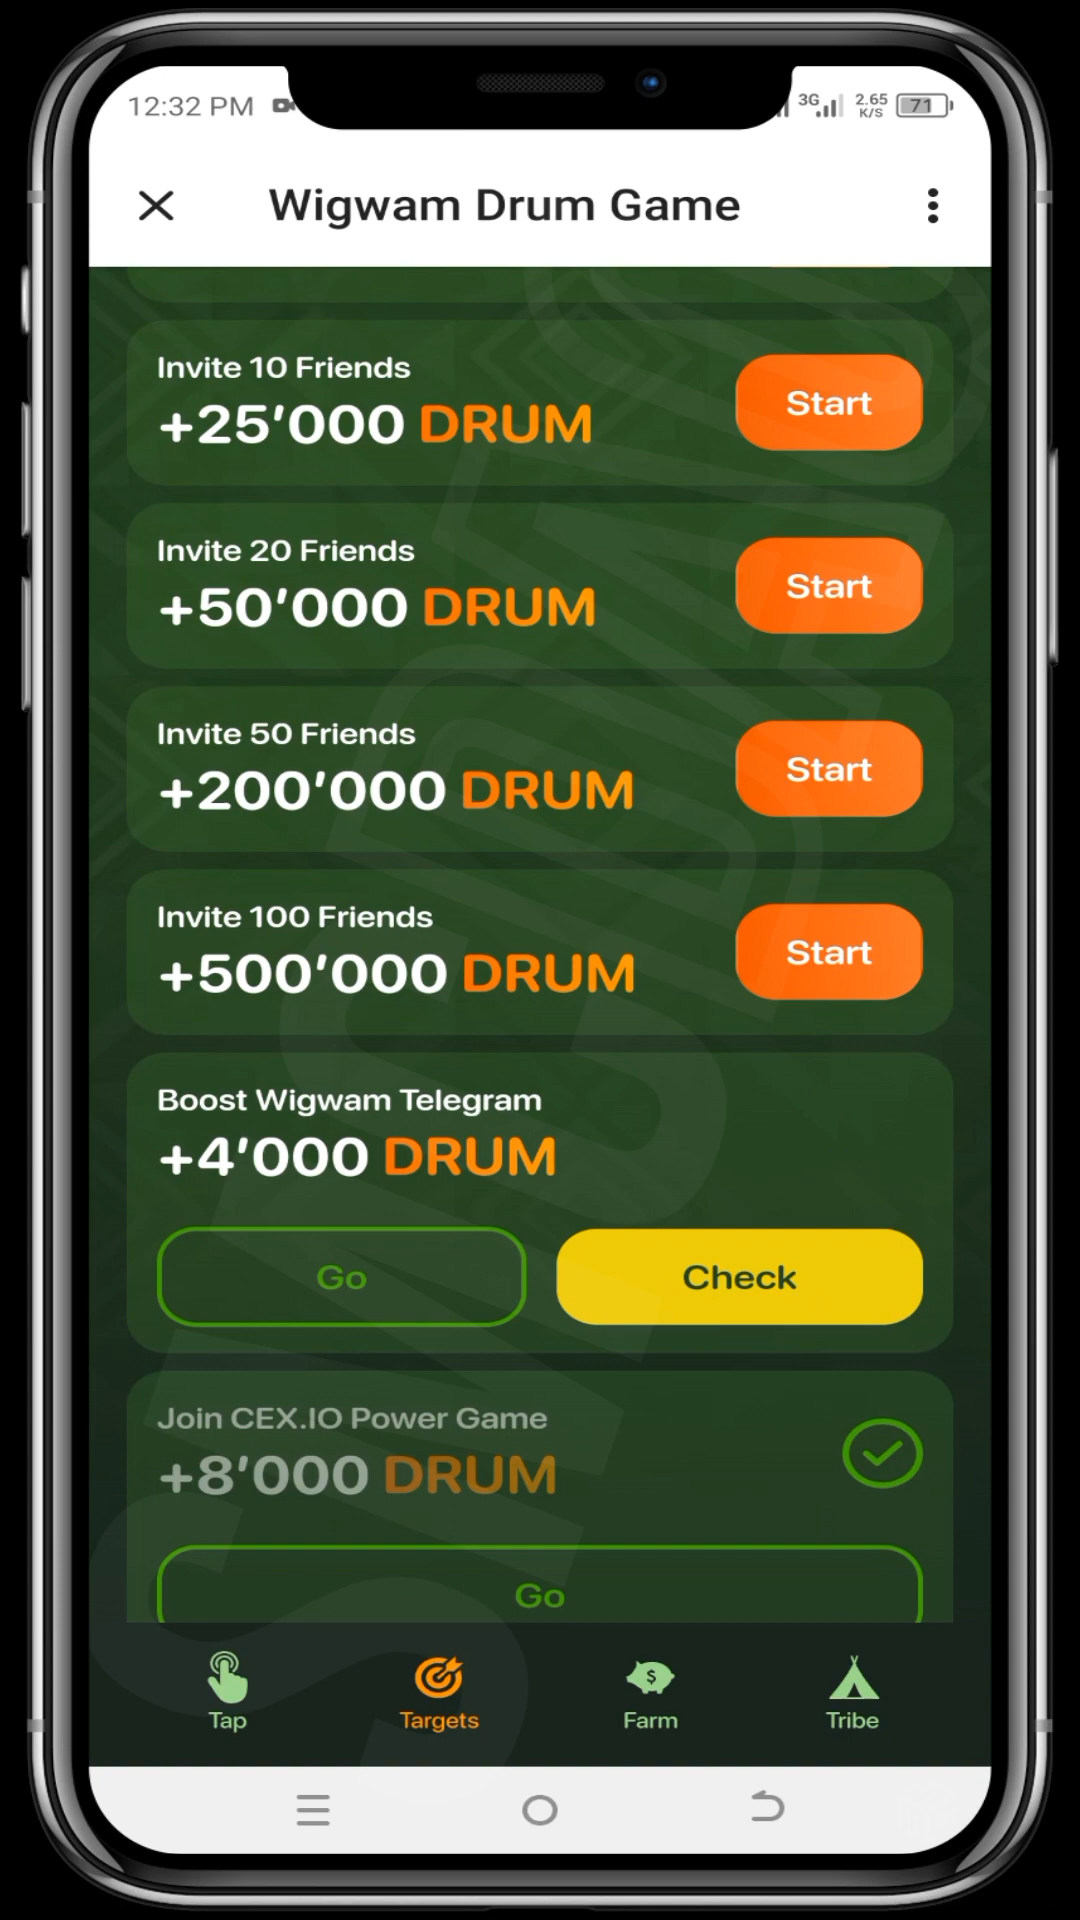 12:32 PM
3G
2.65
K/S
71
Wigwam Drum Game
Invite 10 Friends
+25’000 DRUM
Start
Invite 20 Friends
+50’000 DRUM
Start
Invite 50 Friends
+200’000 DRUM
Start
Invite 100 Friends
+500’000 DRUM
Start
Boost Wigwam Telegram
+4’000 DRUM
Go
Check
Join CEX.IO Power Game
+8’000 DRUM
Go
Tap
Targets
Farm
Tribe